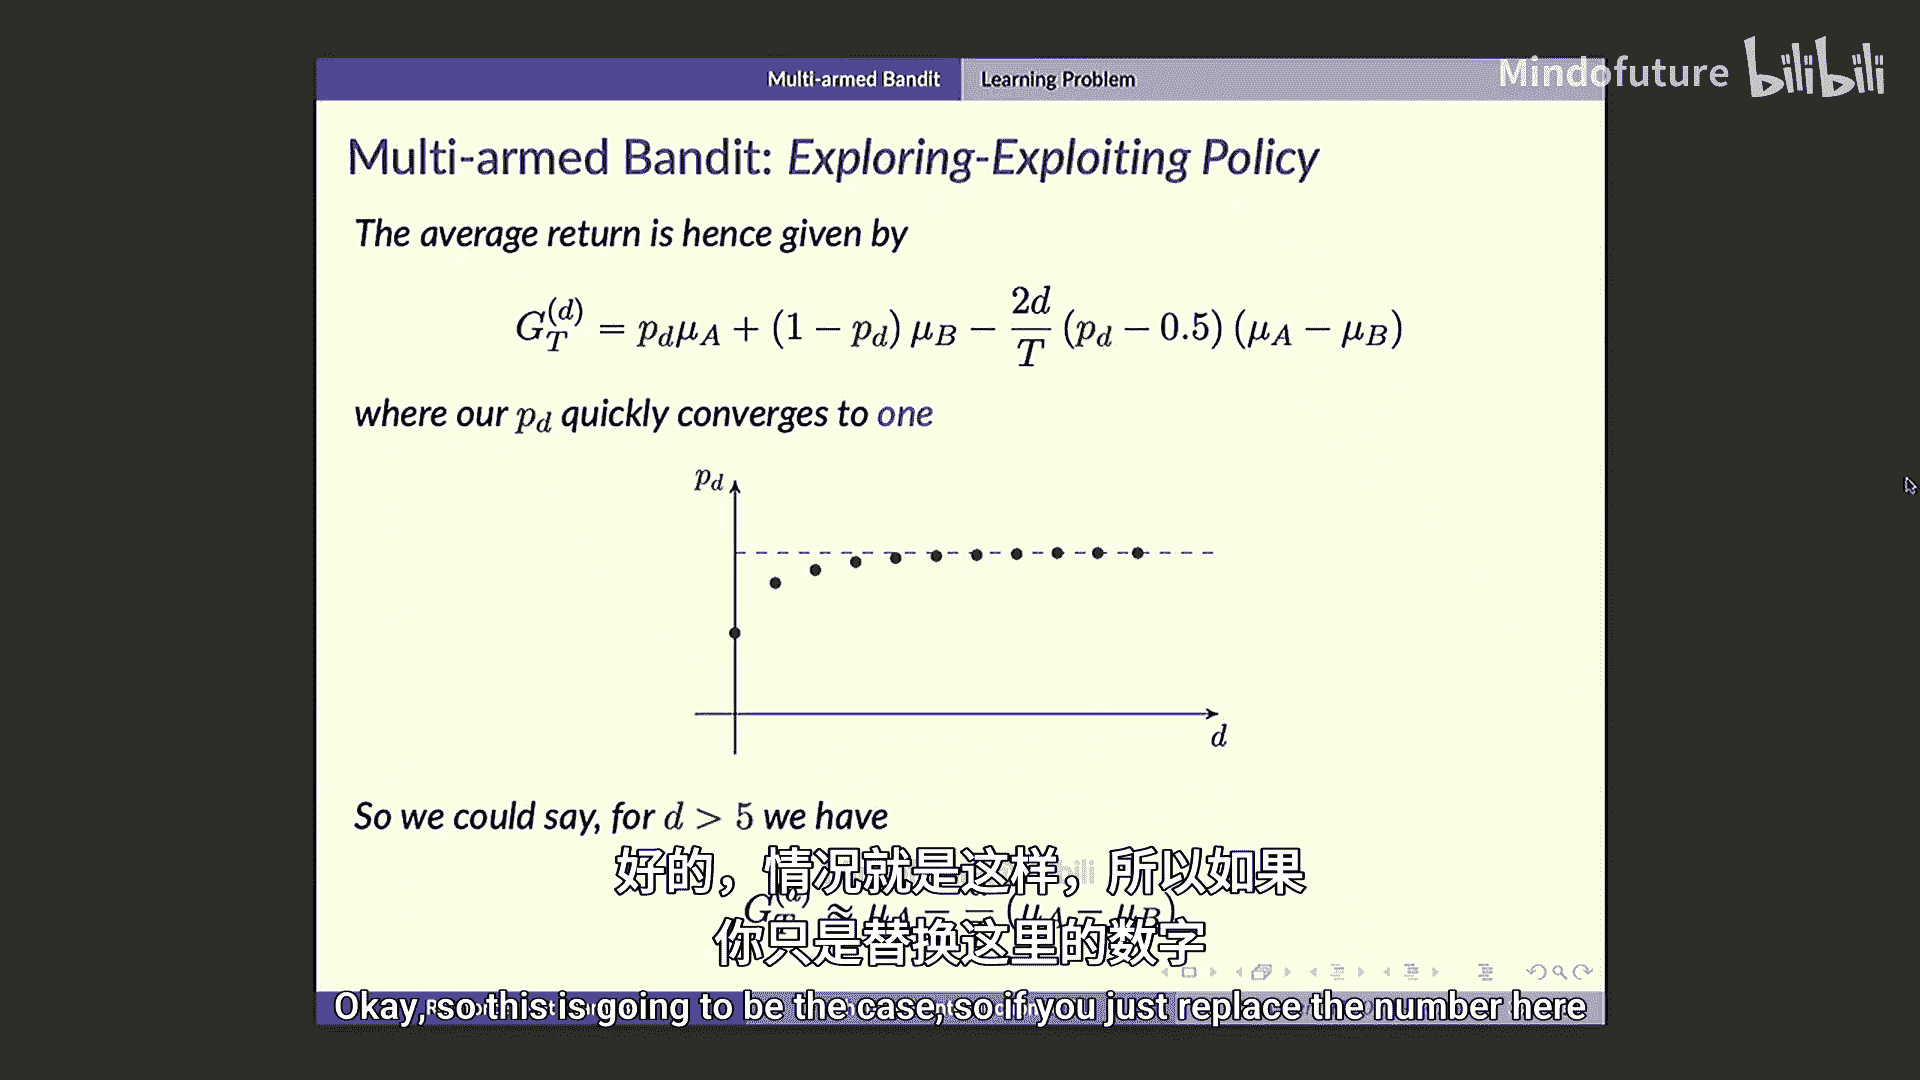 Mindofuture bilibili
Multi-armed Bandit Learning Problem
Multi-armed Bandit: Exploring-Exploiting Policy
The average return is hence given by
G_T^{(d)} = p_d μ_A + (1 − p_d) μ_B − \frac{2d}{T} (p_d − 0.5) (μ_A − μ_B)
where our p_d quickly converges to one
p_d
d
So we could say, for d > 5 we have
好的，情况就是这样，所以如果
你只是替换这里的数字
Okay, so this is going to be the case, so if you just replace the number here